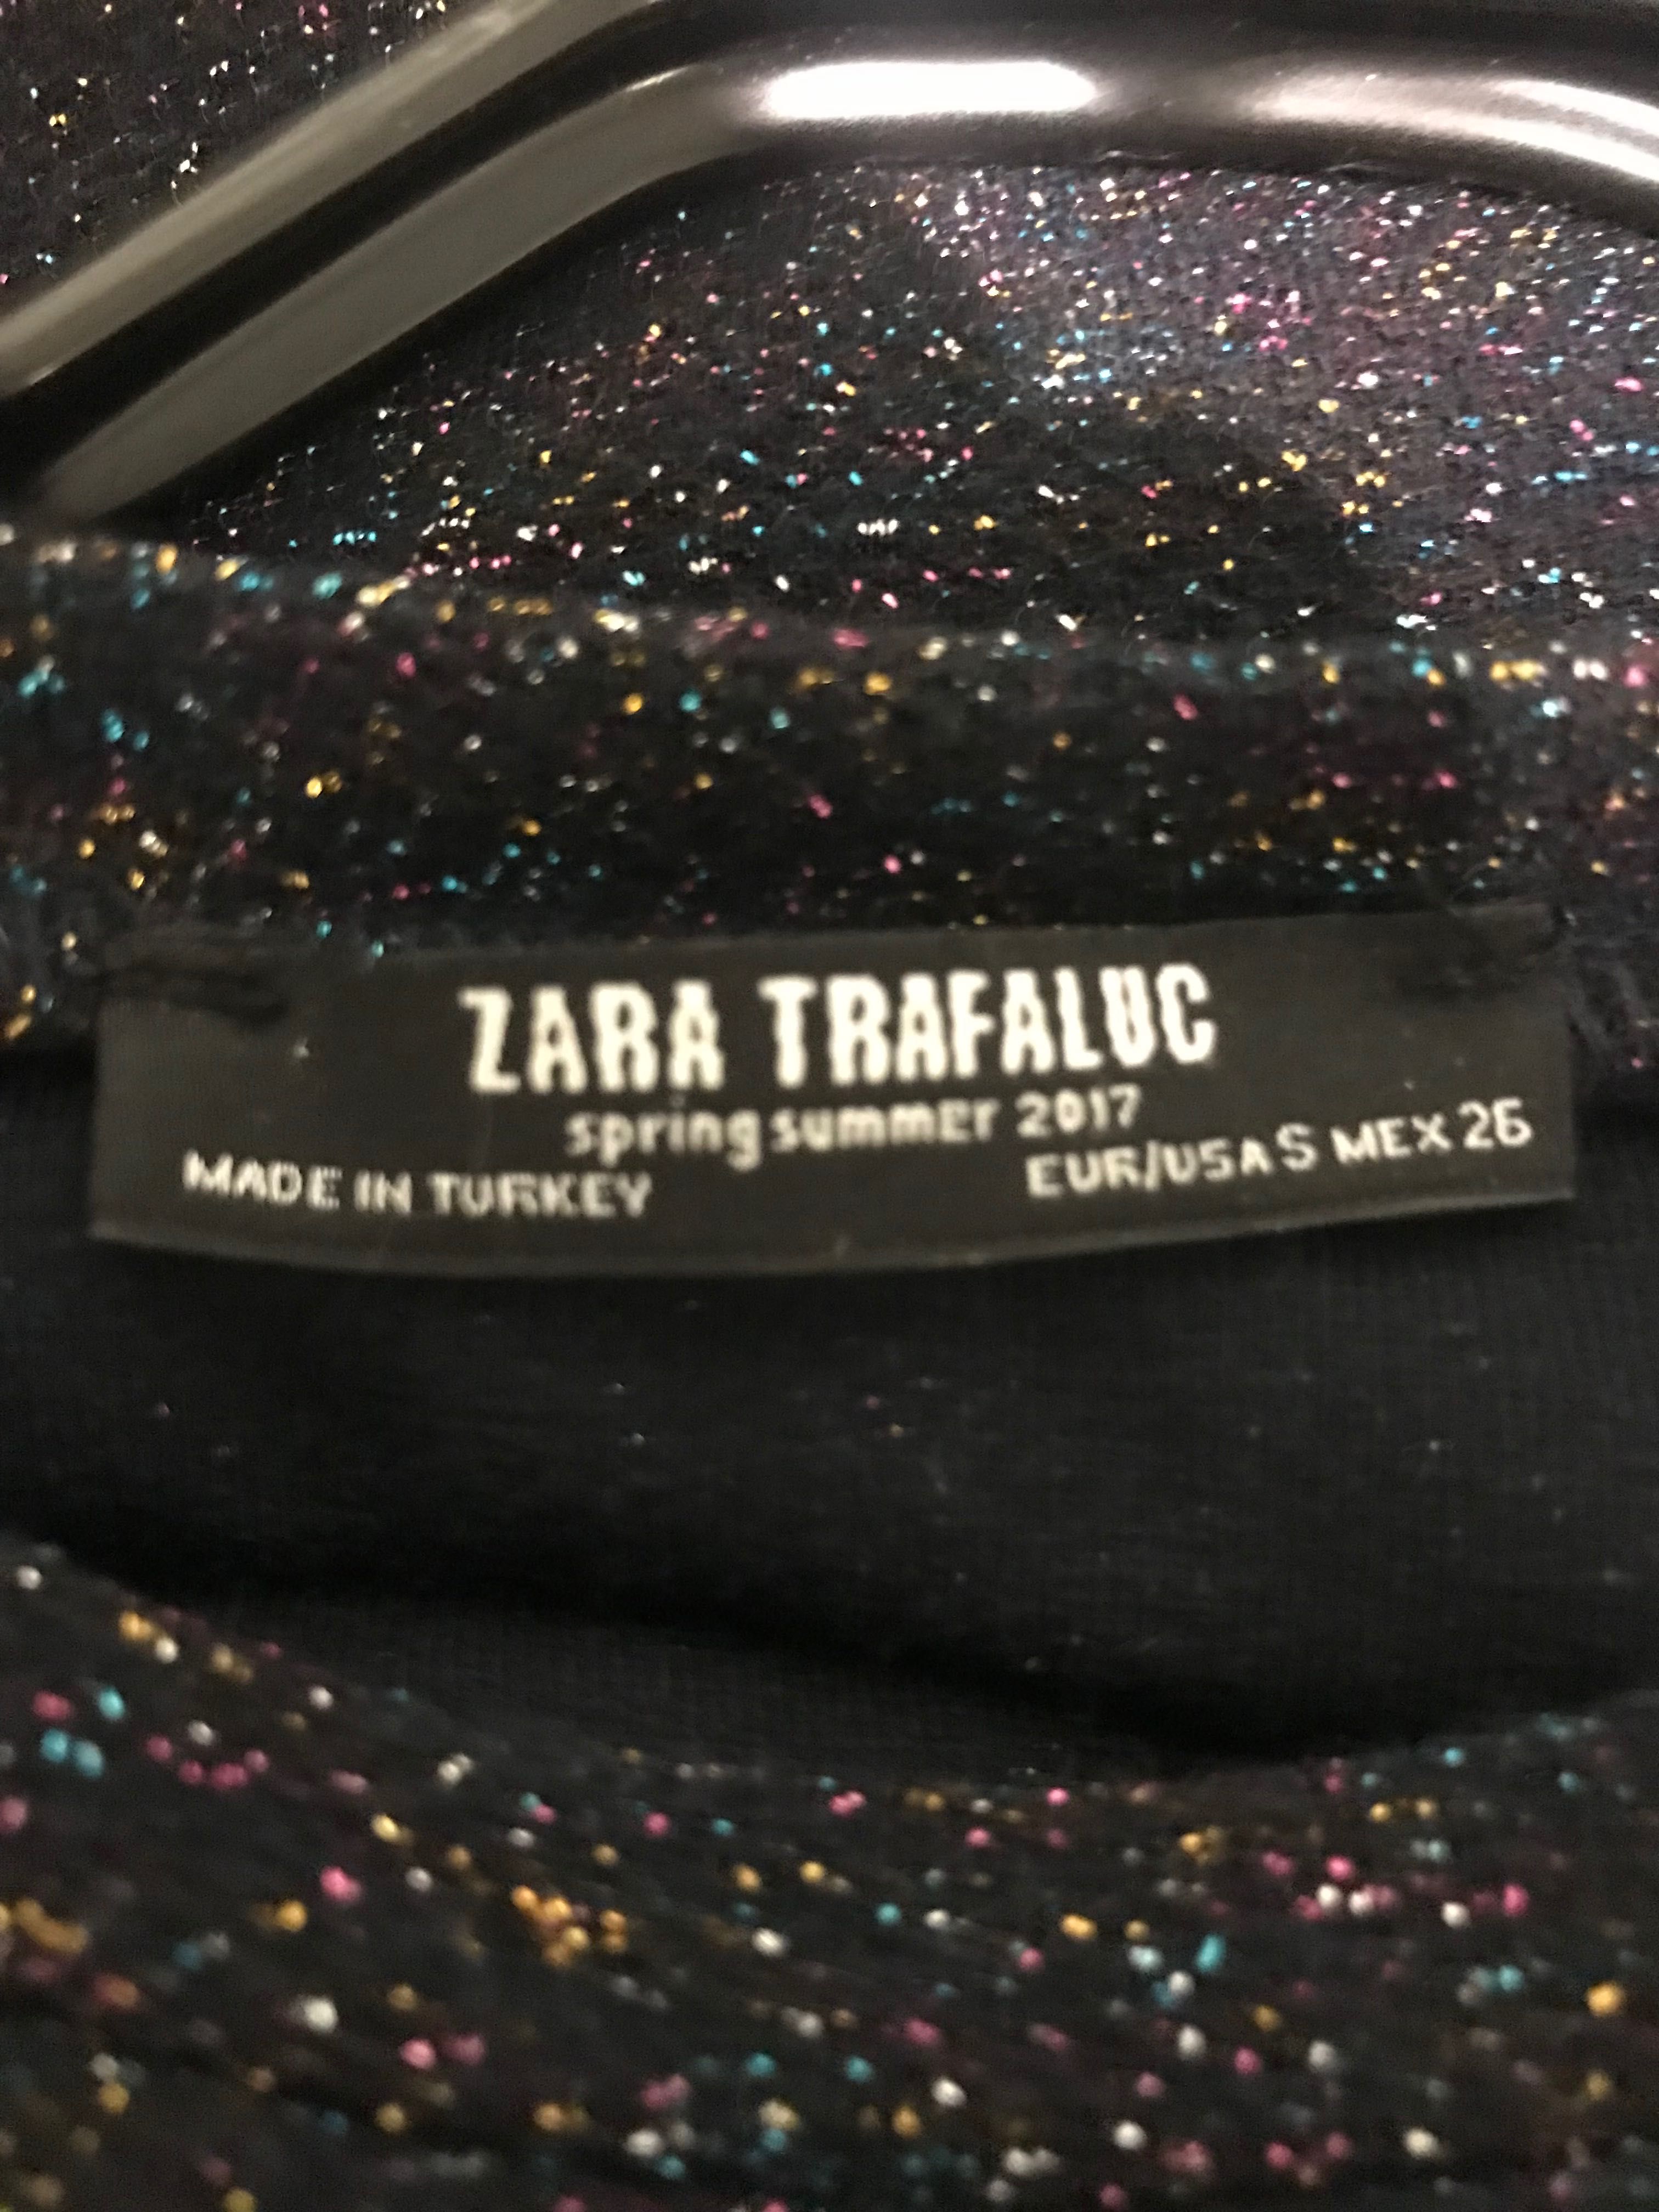 ZARA TRAFALUC
spring summer 2017
MADE IN TURKEY
EUR/USA S MEX 26